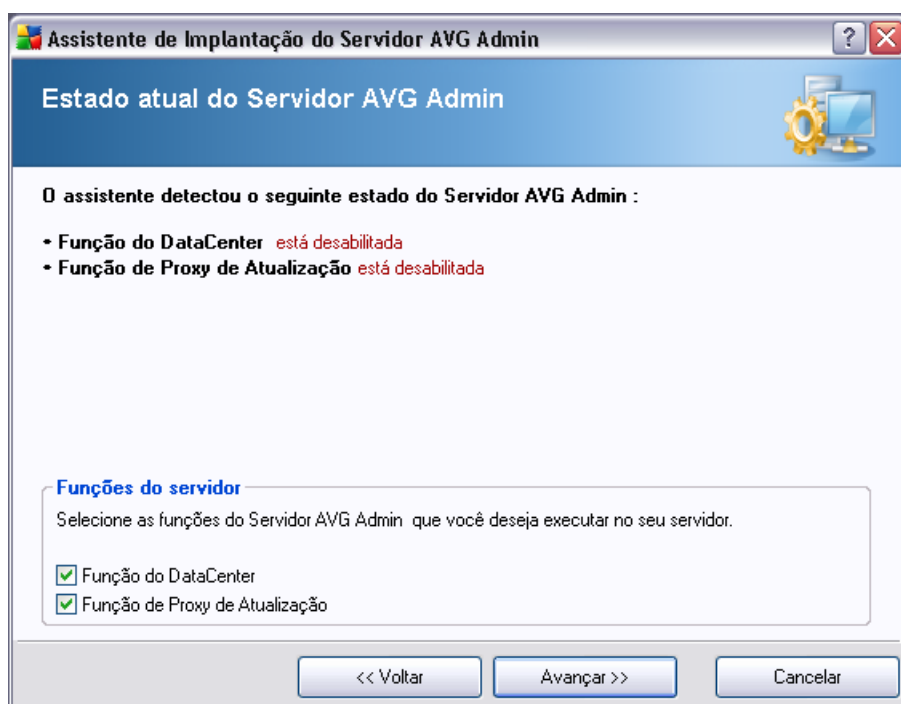 Assistente de Implantação do Servidor AVG Admin
Estado atual do Servidor AVG Admin
O assistente detectou o seguinte estado do Servidor AVG Admin :
• Função do DataCenter está desabilitada
• Função de Proxy de Atualização está desabilitada
Funções do servidor
Selecione as funções do Servidor AVG Admin que você deseja executar no seu servidor.
Função do DataCenter
Função de Proxy de Atualização
<< Voltar
Avançar >>
Cancelar